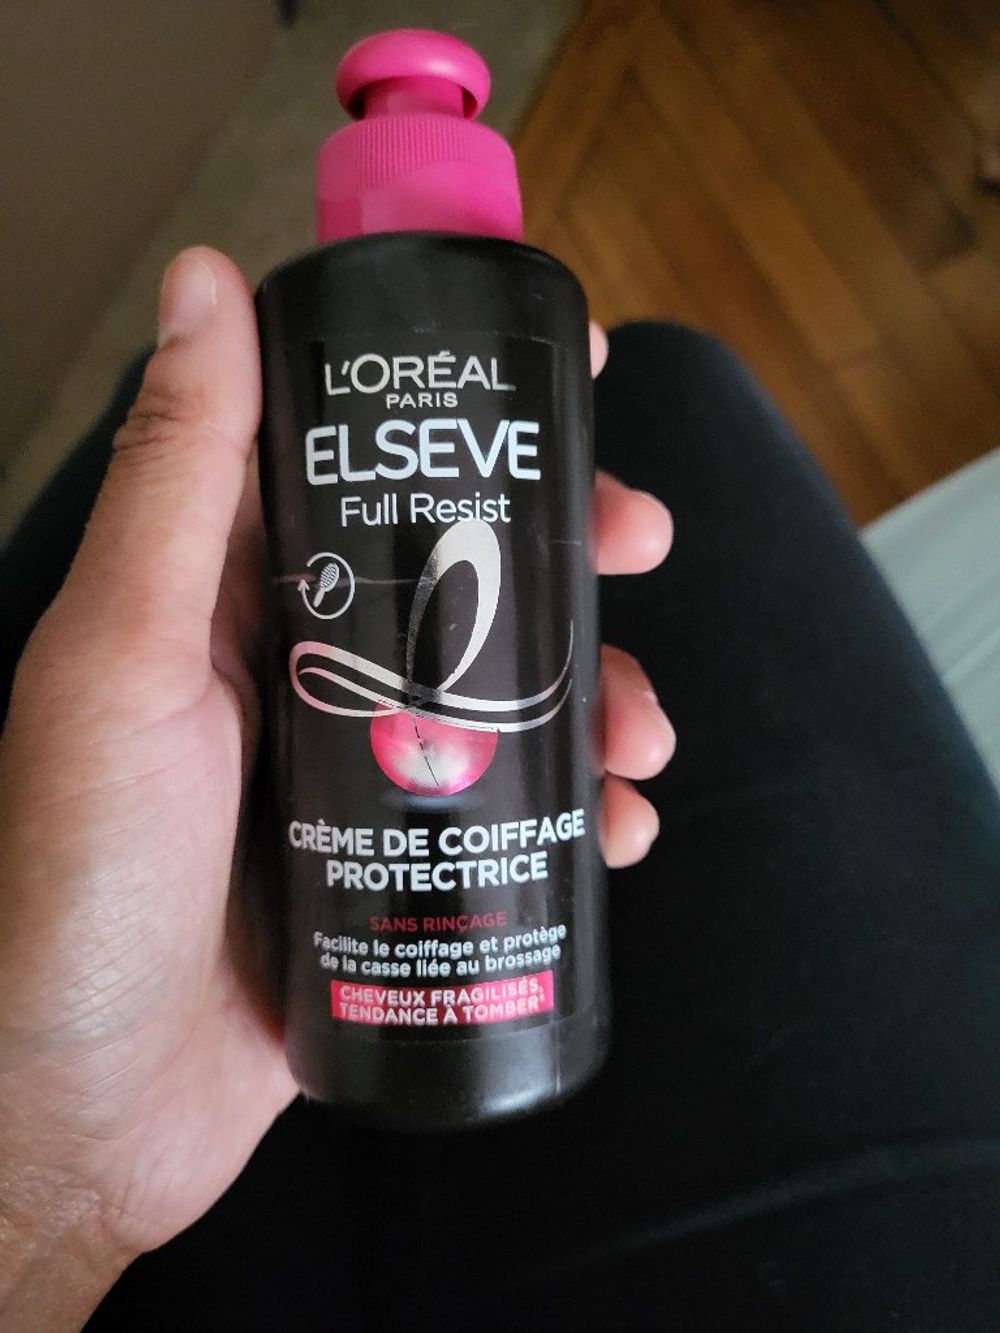 L'ORÉAL
PARIS
ELSEVE
Full Resist
CRÈME DE COIFFAGE
PROTECTRICE
SANS RINÇAGE
Facilite le coiffage et protège
de la casse liée au brossage
CHEVEUX FRAGILISÉS,
TENDANCE À TOMBER*